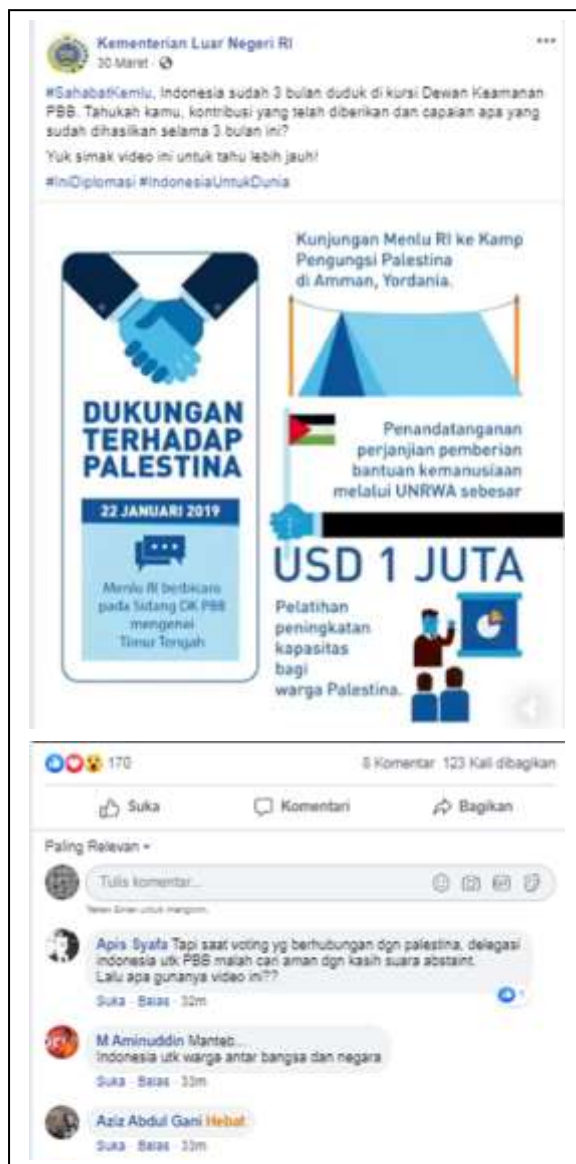 Kementerian Luar Negeri RI
30 Maret
#SahabatKemlu, Indonesia sudah 3 bulan duduk di kursi Dewan Keamanan
PBB. Tahukah kamu, kontribusi yang telah diberikan dan capaian apa yang
sudah dihasilkan selama 3 bulan ini?
Yuk simak video ini untuk tahu lebih jauh!
#IniDiplomasi #IndonesiaUntukDunia
Kunjungan Menlu RI ke Kamp
Pengungsi Palestina
di Amman, Yordania.
DUKUNGAN
TERHADAP
PALESTINA
22 JANUARI 2019
Menlu RI berbicara
pada Sidang DK PBB
mengenai
Timur Tengah
Penandatanganan
perjanjian pemberian
bantuan kemanusiaan
melalui UNRWA sebesar
USD 1 JUTA
Pelatihan
peningkatan
kapasitas
bagi
warga Palestina.
170 8 Komentar 123 Kali dibagikan
Suka Komentari Bagikan
Paling Relevan
Tulis komentar...
Tekan Enter untuk mengirim.
Apis Syafa Tapi saat voting yg berhubungan dgn palestina, delegasi
indonesia utk PBB malah cari aman dgn kasih suara abstaint.
Lalu apa gunanya video ini??
Suka · Balas · 32m
1
M Aminuddin Manteb...
Indonesia utk warga antar bangsa dan negara
Suka · Balas · 33m
Aziz Abdul Gani Hebat
Suka · Balas · 33m